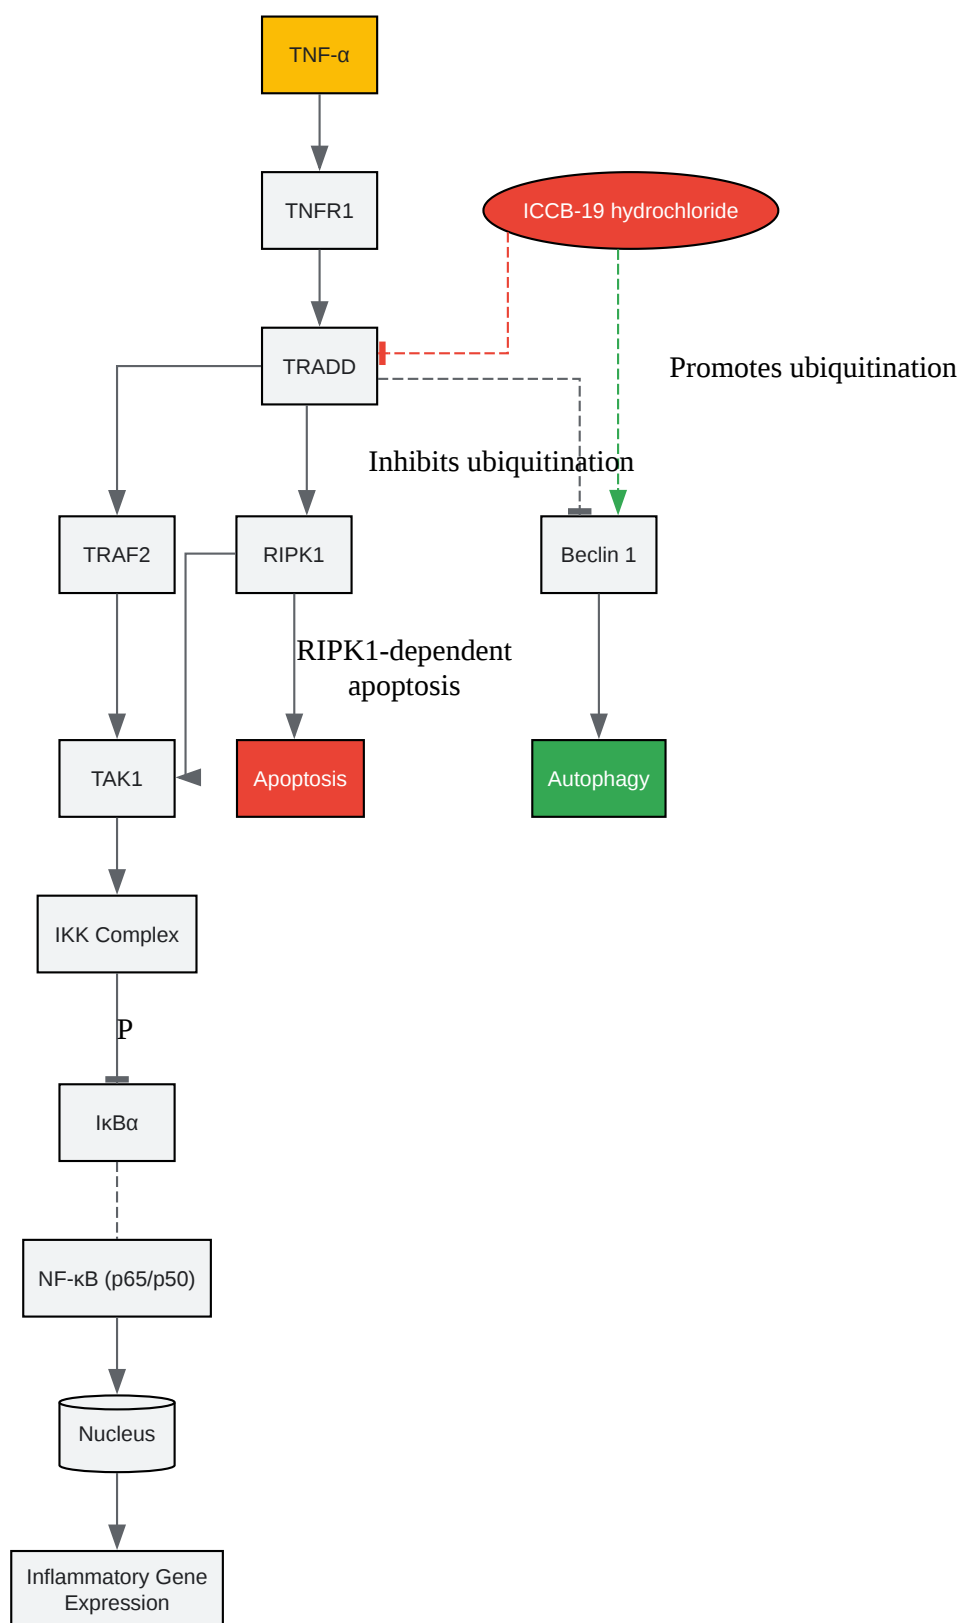 TNF-α
TNFR1
ICCB-19 hydrochloride
TRADD
Promotes ubiquitination
Inhibits ubiquitination
TRAF2
RIPK1
Beclin 1
RIPK1-dependent
apoptosis
TAK1
Apoptosis
Autophagy
IKK Complex
P
IκBα
NF-κB (p65/p50)
Nucleus
Inflammatory Gene
Expression